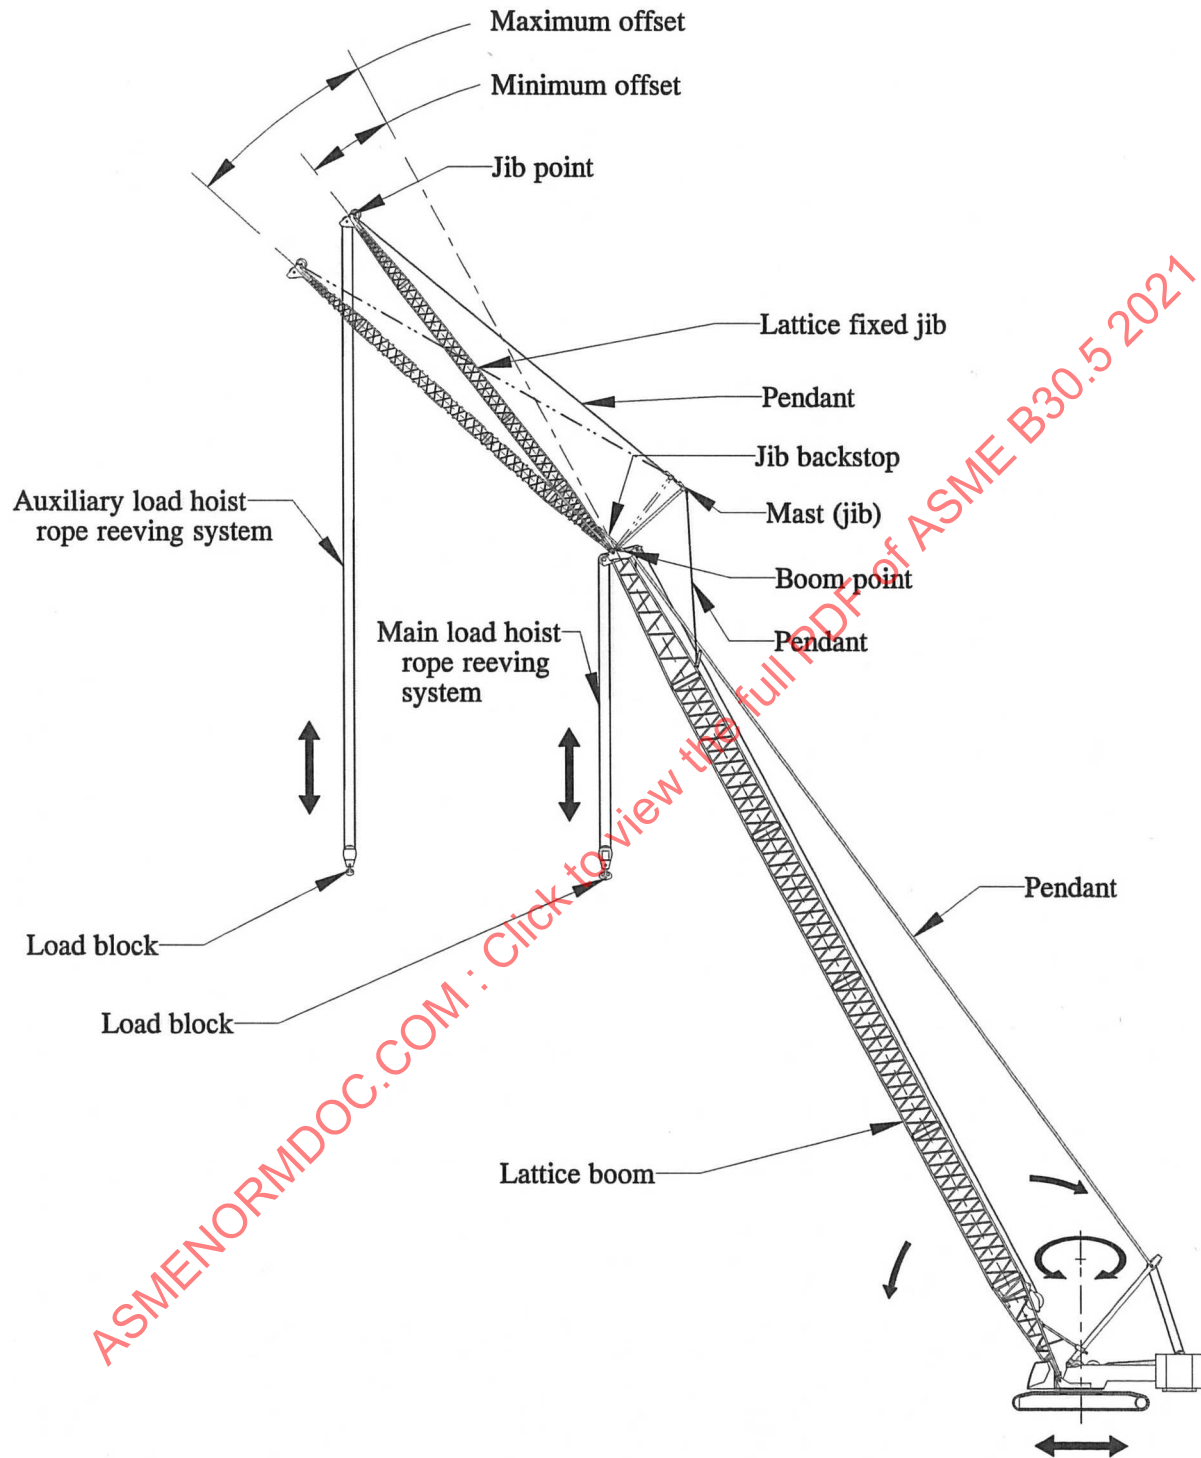 Maximum offset
Minimum offset
Jib point
Lattice fixed jib
Pendant
Jib backstop
Auxiliary load hoist
rope reeving system
Mast (jib)
Boom point
Main load hoist
rope reeving
system
Pendant
Pendant
Load block
Load block
Lattice boom
ASMENORMDOC.COM : Click to view the full PDF of ASME B30.5 2021